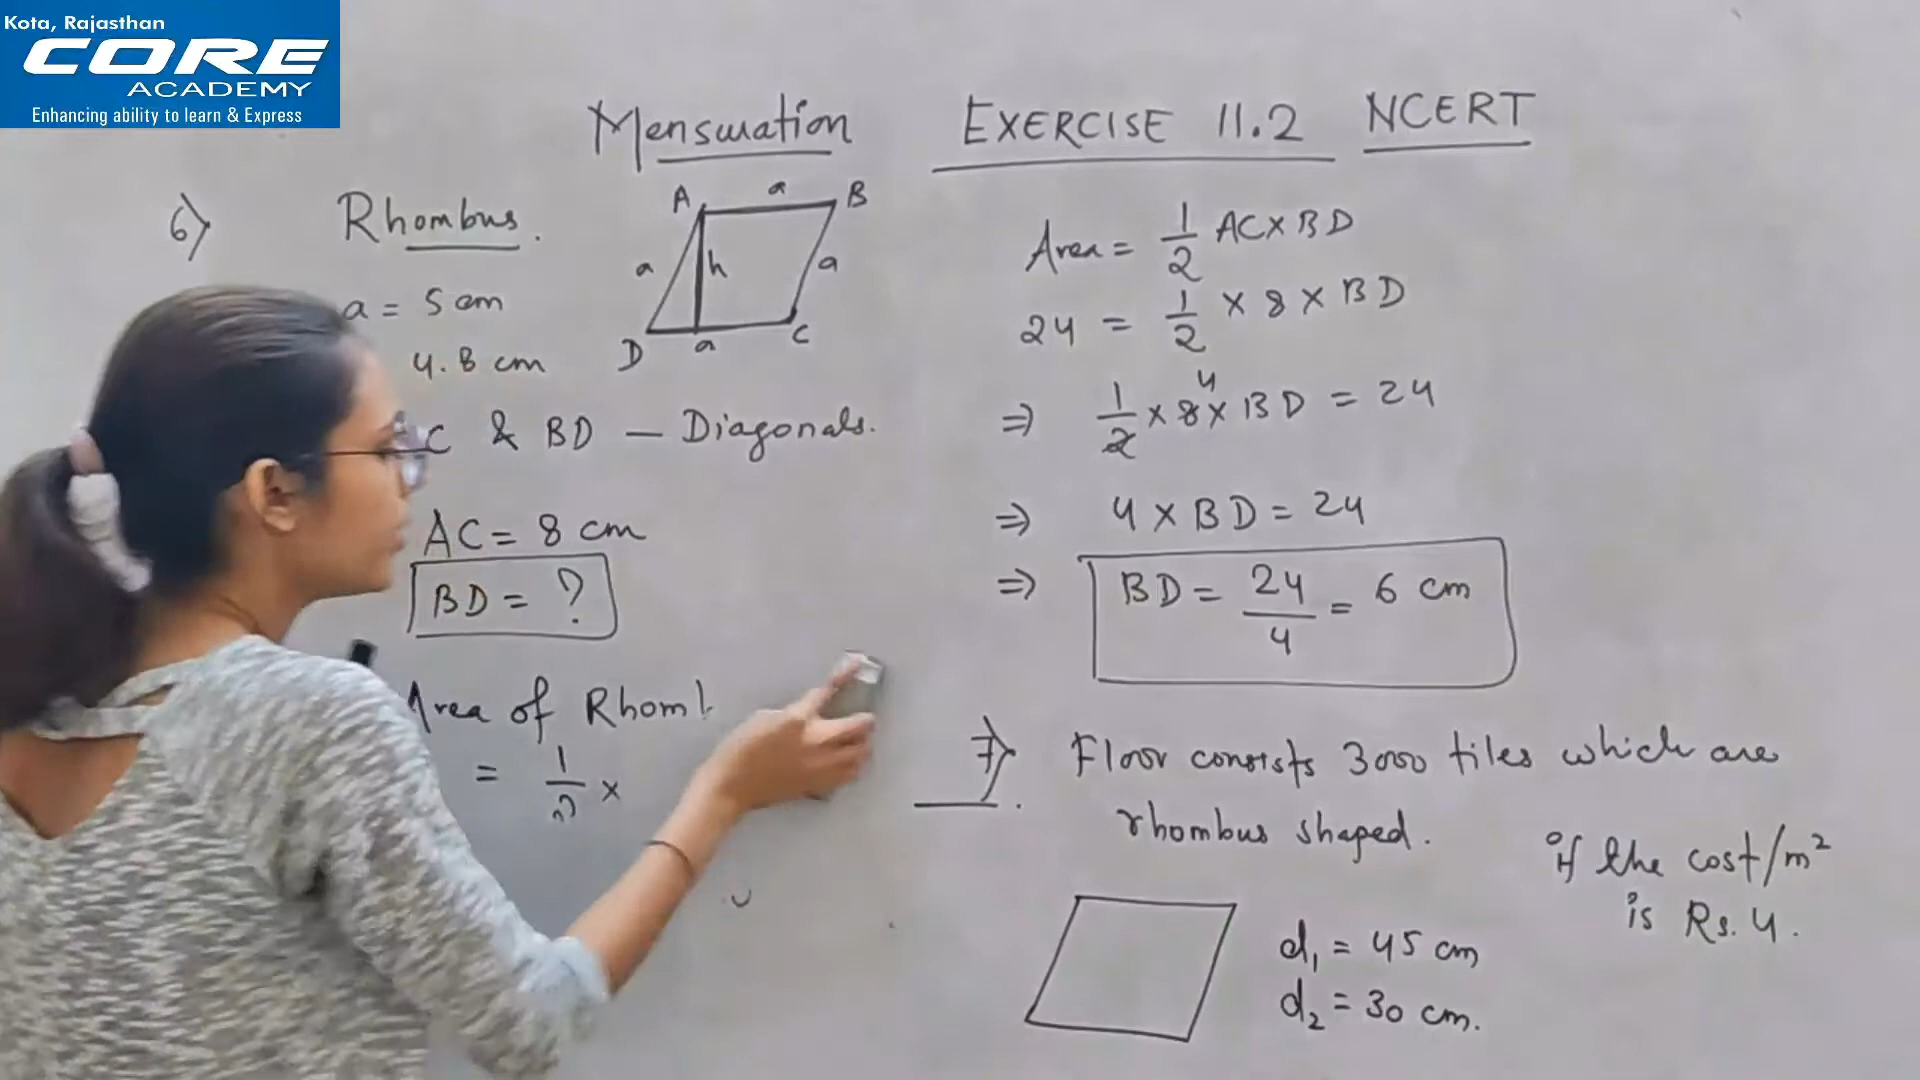 Kota, Rajasthan
CORE
ACADEMY
Enhancing ability to learn & Express
Mensuration EXERCISE 11.2 NCERT
6) Rhombus.
a = 5 cm
4.8 cm
C & BD — Diagonals.
AC = 8 cm
BD = ?
Area of Rhom
= 1/2 ×
A a B
a h a
D a C
Area = 1/2 AC × BD
24 = 1/2 × 8 × BD
⇒ 1/2 × 8 4 × BD = 24
⇒ 4 × BD = 24
⇒ BD = 24/4 = 6 cm
7) Floor consists 3000 tiles which are
rhombus shaped.
if the cost/m²
is Rs. 4.
d₁ = 45 cm
d₂ = 30 cm.